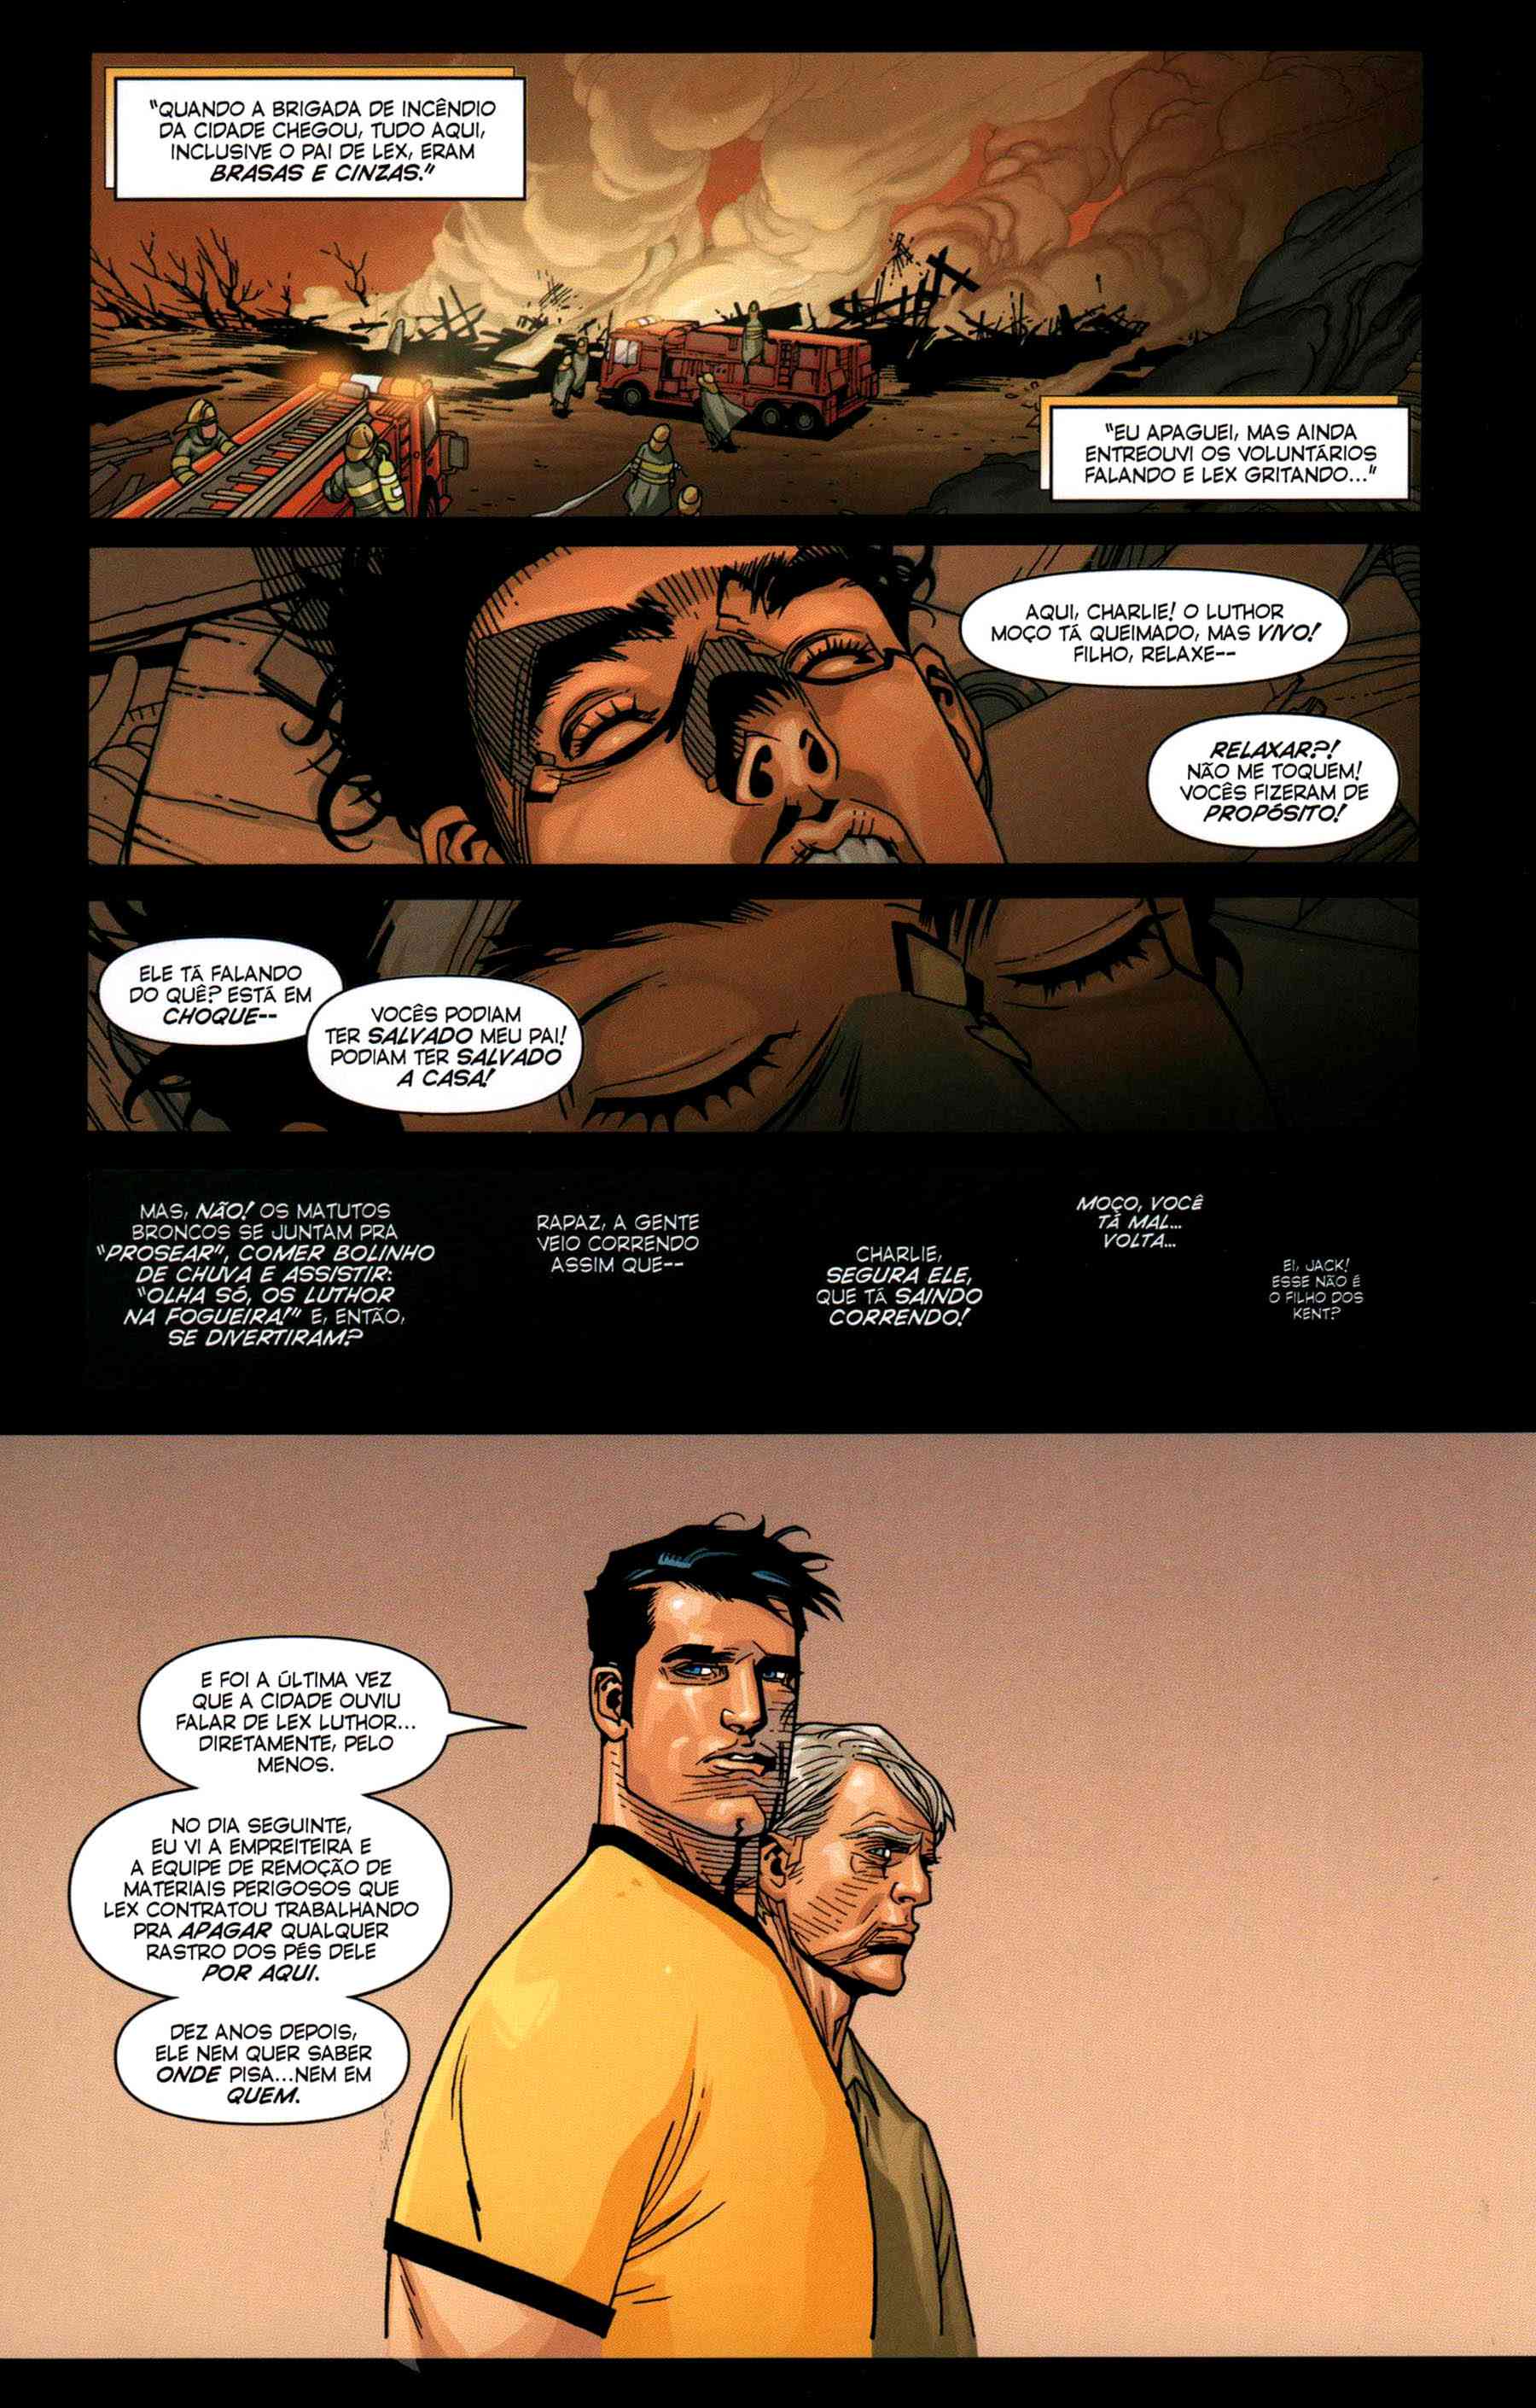 "QUANDO A BRIGADA DE INCÊNDIO
DA CIDADE CHEGOU, TUDO AQUI,
INCLUSIVE O PAI DE LEX, ERAM
BRASAS E CINZAS."
"EU APAGUEI, MAS AINDA
ENTREOUVI OS VOLUNTÁRIOS
FALANDO E LEX GRITANDO..."
AQUI, CHARLIE! O LUTHOR
MOÇO TÁ QUEIMADO, MAS VIVO!
FILHO, RELAXE--
RELAXAR?!
NÃO ME TOQUEM!
VOCÊS FIZERAM DE
PROPÓSITO!
ELE TÁ FALANDO
DO QUÊ? ESTÁ EM
CHOQUE--
VOCÊS PODIAM
TER SALVADO MEU PAI!
PODIAM TER SALVADO
A CASA!
MAS, NÃO! OS MATUTOS
BRONCOS SE JUNTAM PRA
"PROSEAR", COMER BOLINHO
DE CHUVA E ASSISTIR:
"OLHA SÓ, OS LUTHOR
NA FOGUEIRA!" E, ENTÃO,
SE DIVERTIRAM?
RAPAZ, A GENTE
VEIO CORRENDO
ASSIM QUE--
CHARLIE,
SEGURA ELE,
QUE TÁ SAINDO
CORRENDO!
MOÇO, VOCÊ
TÁ MAL...
VOLTA...
EI, JACK!
ESSE NÃO É
O FILHO DOS
KENT?
E FOI A ÚLTIMA VEZ
QUE A CIDADE OUVIU
FALAR DE LEX LUTHOR...
DIRETAMENTE, PELO
MENOS.
NO DIA SEGUINTE,
EU VI A EMPREITEIRA E
A EQUIPE DE REMOÇÃO DE
MATERIAIS PERIGOSOS QUE
LEX CONTRATOU TRABALHANDO
PRA APAGAR QUALQUER
RASTRO DOS PÉS DELE
POR AQUI.
DEZ ANOS DEPOIS,
ELE NEM QUER SABER
ONDE PISA...NEM EM
QUEM.